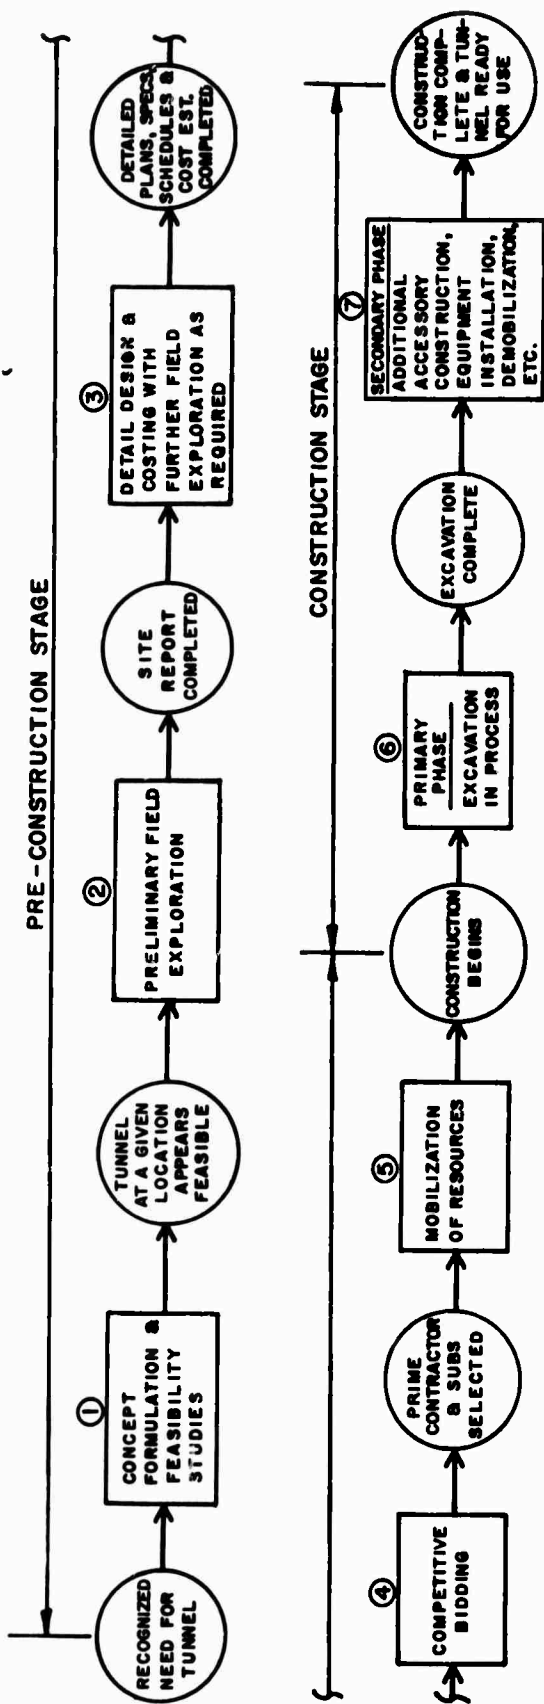 PRE-CONSTRUCTION STAGE
RECOGNIZED
NEED FOR
TUNNEL
①
CONCEPT
FORMULATION &
FEASIBILITY
STUDIES
TUNNEL
AT A GIVEN
LOCATION
APPEARS
FEASIBLE
②
PRELIMINARY FIELD
EXPLORATION
SITE
REPORT
COMPLETED
③
DETAIL DESIGN &
COSTING WITH
FURTHER FIELD
EXPLORATION AS
REQUIRED
DETAILED
PLANS, SPECS,
SCHEDULES &
COST EST.
COMPLETED
CONSTRUCTION STAGE
④
COMPETITIVE
BIDDING
PRIME
CONTRACTOR
& SUBS
SELECTED
⑤
MOBILIZATION
OF RESOURCES
CONSTRUCTION
BEGINS
⑥
PRIMARY
PHASE
EXCAVATION
IN PROCESS
EXCAVATION
COMPLETE
⑦
SECONDARY PHASE
ADDITIONAL
ACCESSORY
CONSTRUCTION,
EQUIPMENT
INSTALLATION,
DEMOBILIZATION,
ETC.
CONSTRUC-
TION COMP-
LETE & TUN-
NEL READY
FOR USE